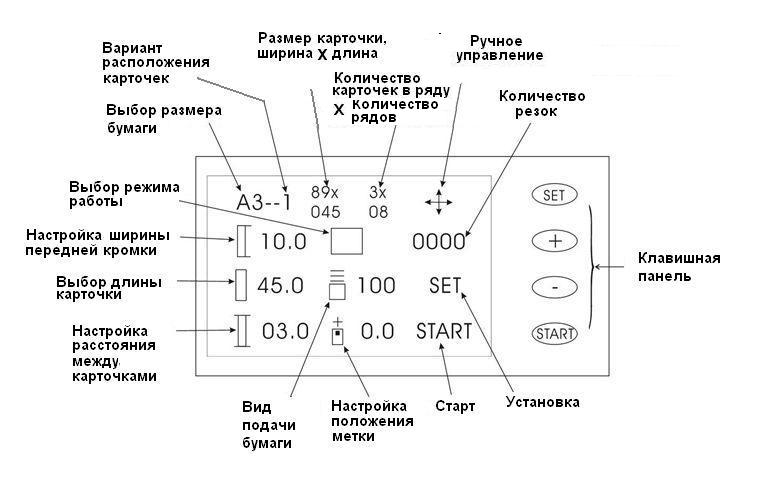 Вариант
расположения
карточек
Размер карточки,
ширина X длина
Ручное
управление
Количество
карточек в ряду
X Количество
рядов
Количество
резок
Выбор размера
бумаги
Выбор режима
работы
Настройка ширины
передней кромки
Выбор длины
карточки
Настройка
расстояния
между
карточками
A3--1
89x
045
3x
08
10.0
0000
45.0
100
SET
03.0
0.0
START
SET
+
-
START
Клавишная
панель
Вид
подачи
бумаги
Настройка
положения
метки
Старт
Установка